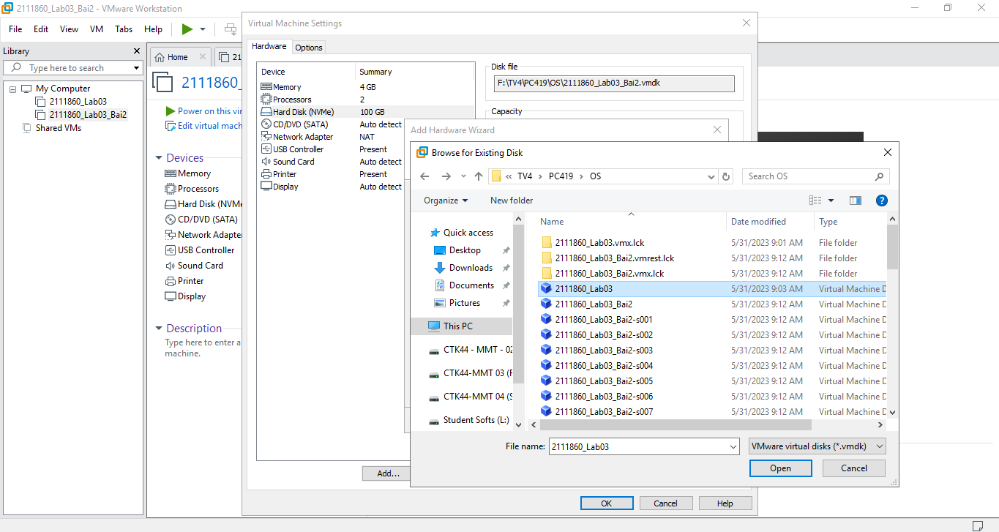 2111860_Lab03_Bai2 - VMware Workstation
File Edit View VM Tabs Help
Library
Type here to search
My Computer
2111860_Lab03
2111860_Lab03_Bai2
Shared VMs
Home
21
2111860_
Power on this vir
Edit virtual mach
Devices
Memory
Processors
Hard Disk (NVMe
CD/DVD (SATA)
Network Adapter
USB Controller
Sound Card
Printer
Display
Description
Type here to enter a
machine.
Virtual Machine Settings
Hardware Options
Device Summary
Memory 4 GB
Processors 2
Hard Disk (NVMe) 100 GB
CD/DVD (SATA) Auto detect
Network Adapter NAT
USB Controller Present
Sound Card Auto detect
Printer Present
Display Auto detect
Add...
Disk file
F:\TV4\PC419\OS\2111860_Lab03_Bai2.vmdk
Capacity
OK Cancel Help
Add Hardware Wizard
Browse for Existing Disk
« TV4 › PC419 › OS
Search OS
Organize New folder
Quick access
Desktop
Downloads
Documents
Pictures
This PC
CTK44 - MMT - 02
CTK44-MMT 03 (F
CTK44-MMT 04 (S
Student Softs (L:)
Name Date modified Type
2111860_Lab03.vmx.lck 5/31/2023 9:01 AM File folder
2111860_Lab03_Bai2.vmrest.lck 5/31/2023 9:12 AM File folder
2111860_Lab03_Bai2.vmx.lck 5/31/2023 9:12 AM File folder
2111860_Lab03 5/31/2023 9:03 AM Virtual Machine D
2111860_Lab03_Bai2 5/31/2023 9:12 AM Virtual Machine D
2111860_Lab03_Bai2-s001 5/31/2023 9:12 AM Virtual Machine D
2111860_Lab03_Bai2-s002 5/31/2023 9:12 AM Virtual Machine D
2111860_Lab03_Bai2-s003 5/31/2023 9:12 AM Virtual Machine D
2111860_Lab03_Bai2-s004 5/31/2023 9:12 AM Virtual Machine D
2111860_Lab03_Bai2-s005 5/31/2023 9:12 AM Virtual Machine D
2111860_Lab03_Bai2-s006 5/31/2023 9:12 AM Virtual Machine D
2111860_Lab03_Bai2-s007 5/31/2023 9:12 AM Virtual Machine D
File name: 2111860_Lab03 VMware virtual disks (*.vmdk)
Open Cancel